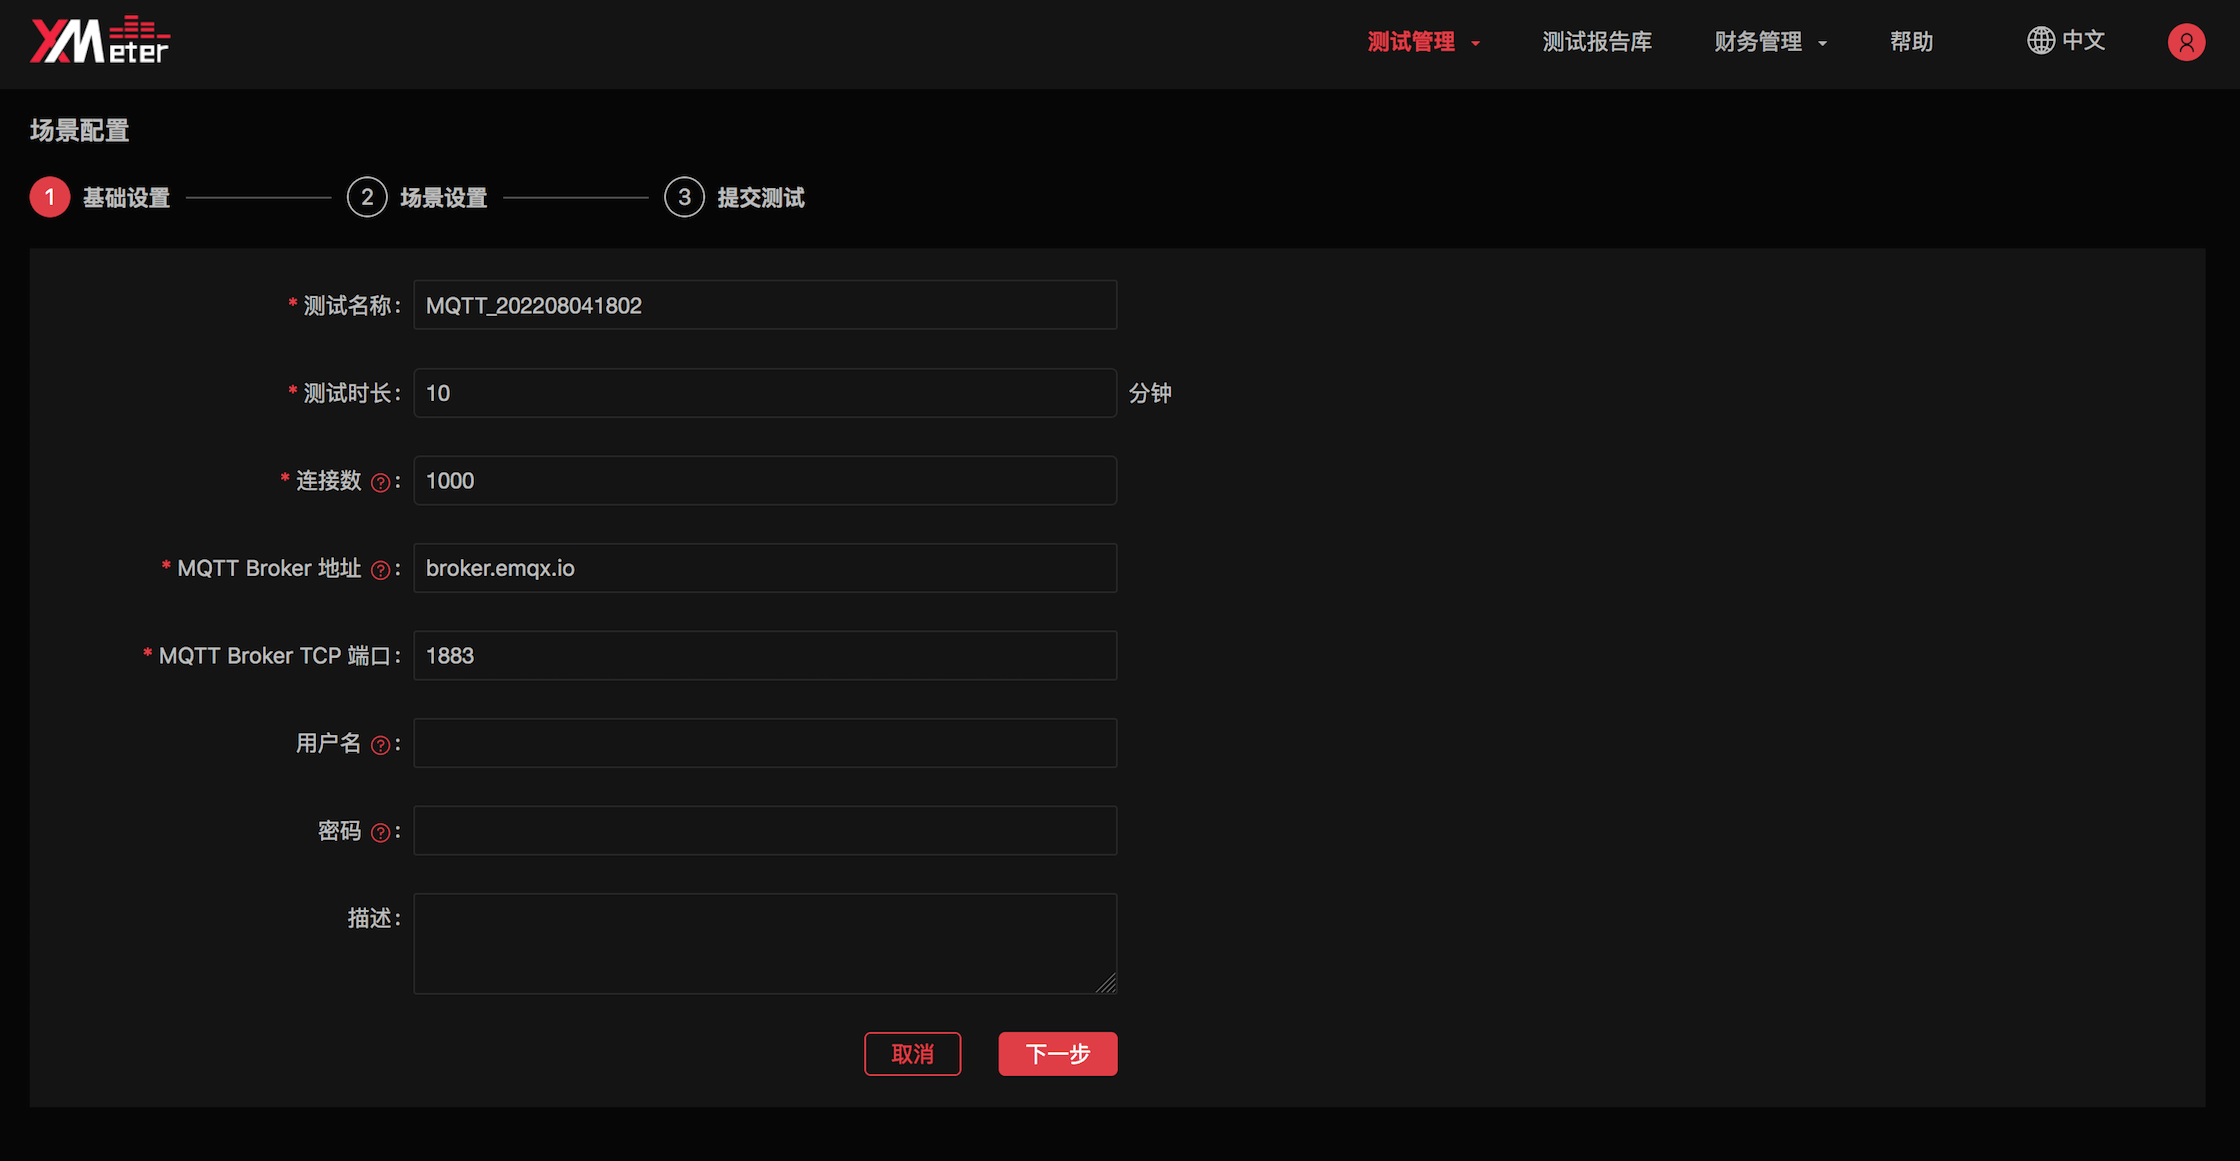 XMeter
测试管理 测试报告库 财务管理 帮助 中文
场景配置
1 基础设置 2 场景设置 3 提交测试
* 测试名称: MQTT_202208041802
* 测试时长: 10 分钟
* 连接数 ?: 1000
* MQTT Broker 地址 ?: broker.emqx.io
* MQTT Broker TCP 端口: 1883
用户名 ?:
密码 ?:
描述:
取消 下一步